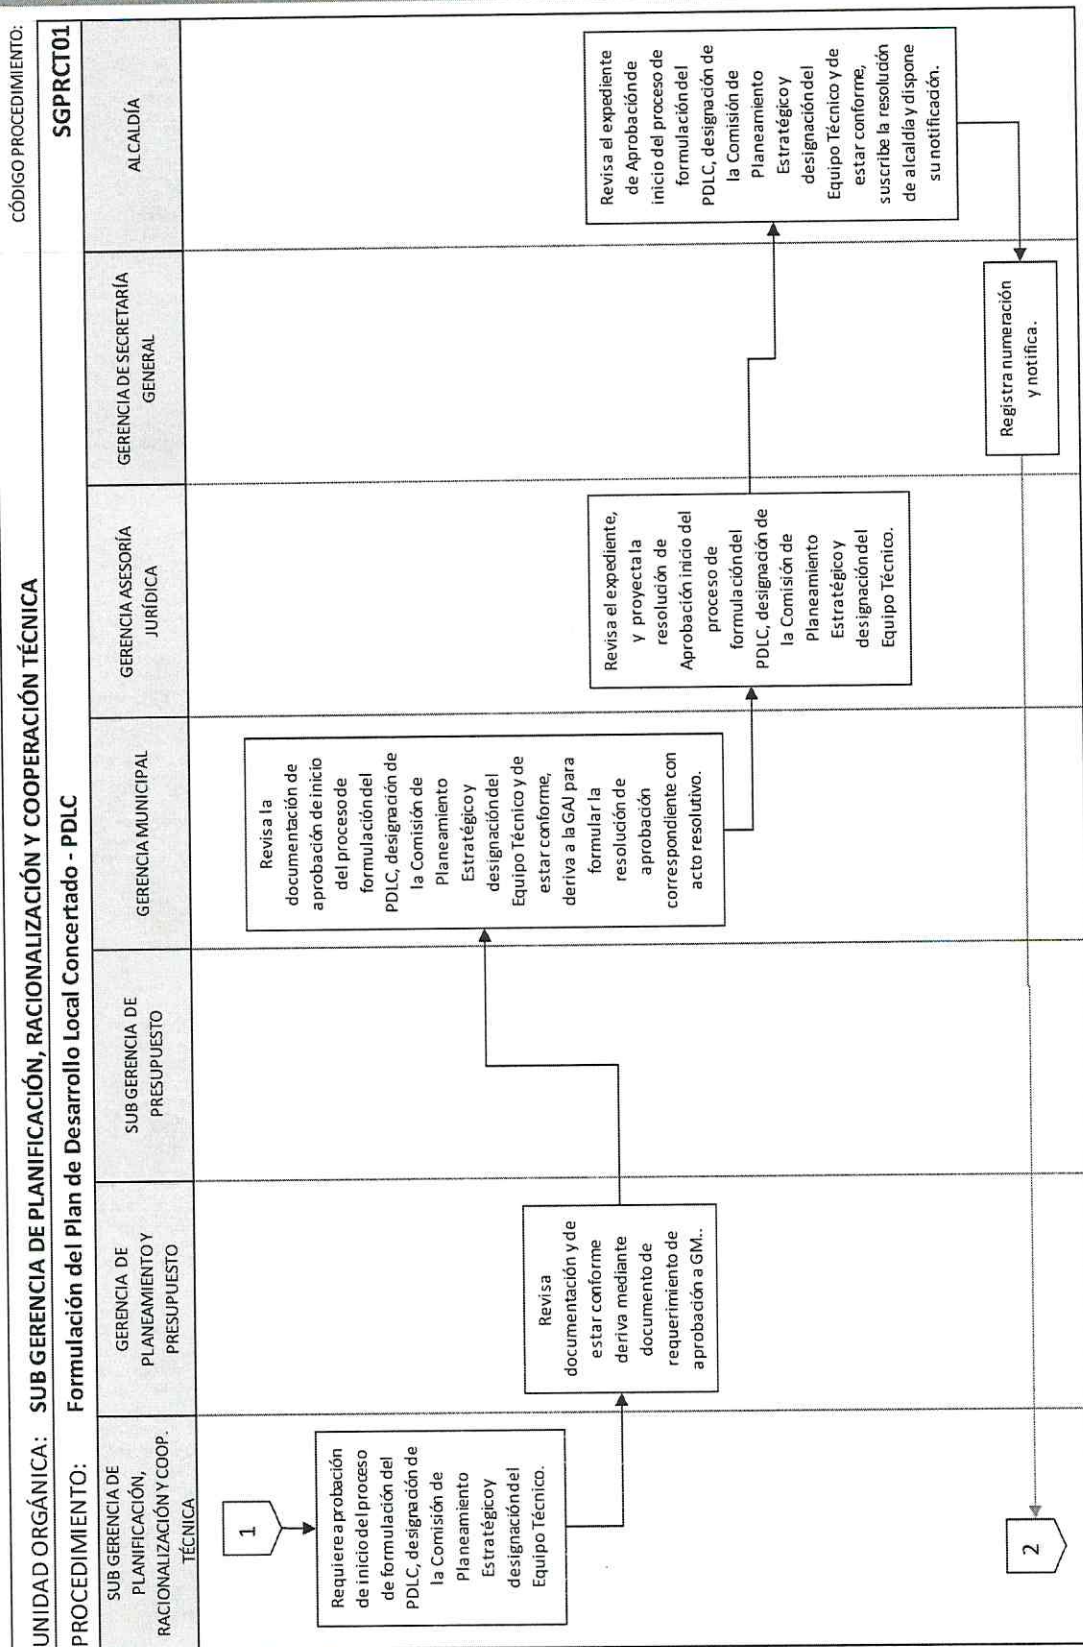 CÓDIGO PROCEDIMIENTO:
UNIDAD ORGÁNICA: SUB GERENCIA DE PLANIFICACIÓN, RACIONALIZACIÓN Y COOPERACIÓN TÉCNICA
SGPRCT01
PROCEDIMIENTO: Formulación del Plan de Desarrollo Local Concertado - PDLC
SUB GERENCIA DE
PLANIFICACIÓN,
RACIONALIZACIÓN Y COOP.
TÉCNICA
GERENCIA DE
PLANEAMIENTO Y
PRESUPUESTO
SUB GERENCIA DE
PRESUPUESTO
GERENCIA MUNICIPAL
GERENCIA ASESORÍA
JURÍDICA
GERENCIA DE SECRETARÍA
GENERAL
ALCALDÍA
1
Requiere aprobación
de inicio del proceso
de formulación del
PDLC, designación de
la Comisión de
Planeamiento
Estratégico y
designación del
Equipo Técnico.
Revisa
documentación y de
estar conforme
deriva mediante
documento de
requerimiento de
aprobación a GM..
Revisa la
documentación de
aprobación de inicio
del proceso de
formulación del
PDLC, designación de
la Comisión de
Planeamiento
Estratégico y
designación del
Equipo Técnico y de
estar conforme,
deriva a la GAJ para
formular la
resolución de
aprobación
correspondiente con
acto resolutivo.
Revisa el expediente,
y proyecta la
resolución de
Aprobación inicio del
proceso de
formulación del
PDLC, designación de
la Comisión de
Planeamiento
Estratégico y
designación del
Equipo Técnico.
Revisa el expediente
de Aprobación de
inicio del proceso de
formulación del
PDLC, designación de
la Comisión de
Planeamiento
Estratégico y
designación del
Equipo Técnico y de
estar conforme,
suscribe la resolución
de alcaldía y dispone
su notificación.
Registra numeración
y notifica.
2